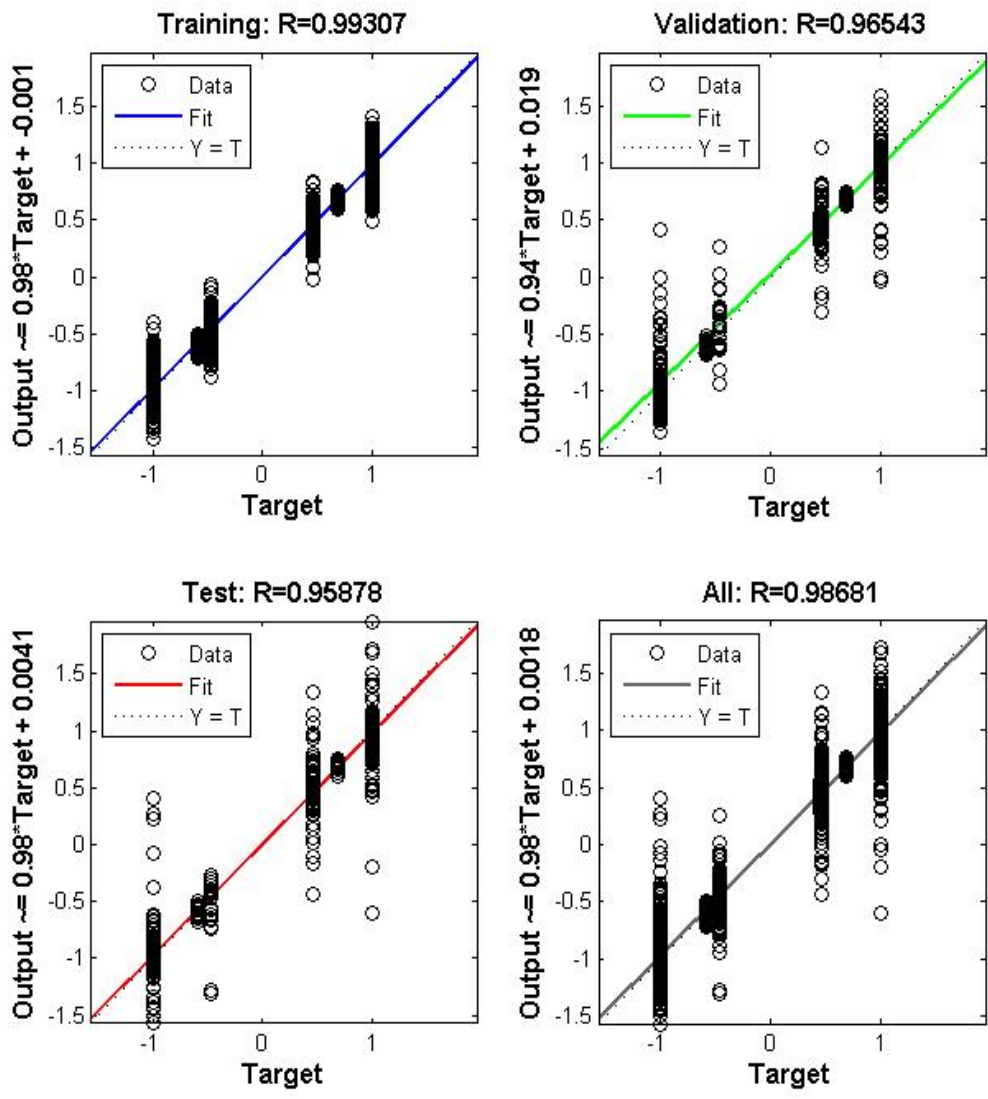 Training: R=0.99307
Output ~= 0.98*Target + -0.001
Data
Fit
Y = T
1.5
1
0.5
0
-0.5
-1
-1.5
-1 0 1
Target
Validation: R=0.96543
Output ~= 0.94*Target + 0.019
Data
Fit
Y = T
1.5
1
0.5
0
-0.5
-1
-1.5
-1 0 1
Target
Test: R=0.95878
Output ~= 0.98*Target + 0.0041
Data
Fit
Y = T
1.5
1
0.5
0
-0.5
-1
-1.5
-1 0 1
Target
All: R=0.98681
Output ~= 0.98*Target + 0.0018
Data
Fit
Y = T
1.5
1
0.5
0
-0.5
-1
-1.5
-1 0 1
Target